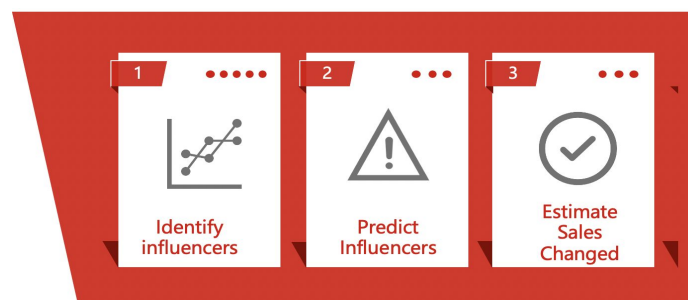 1
Identify
influencers
2
Predict
Influencers
3
Estimate
Sales
Changed